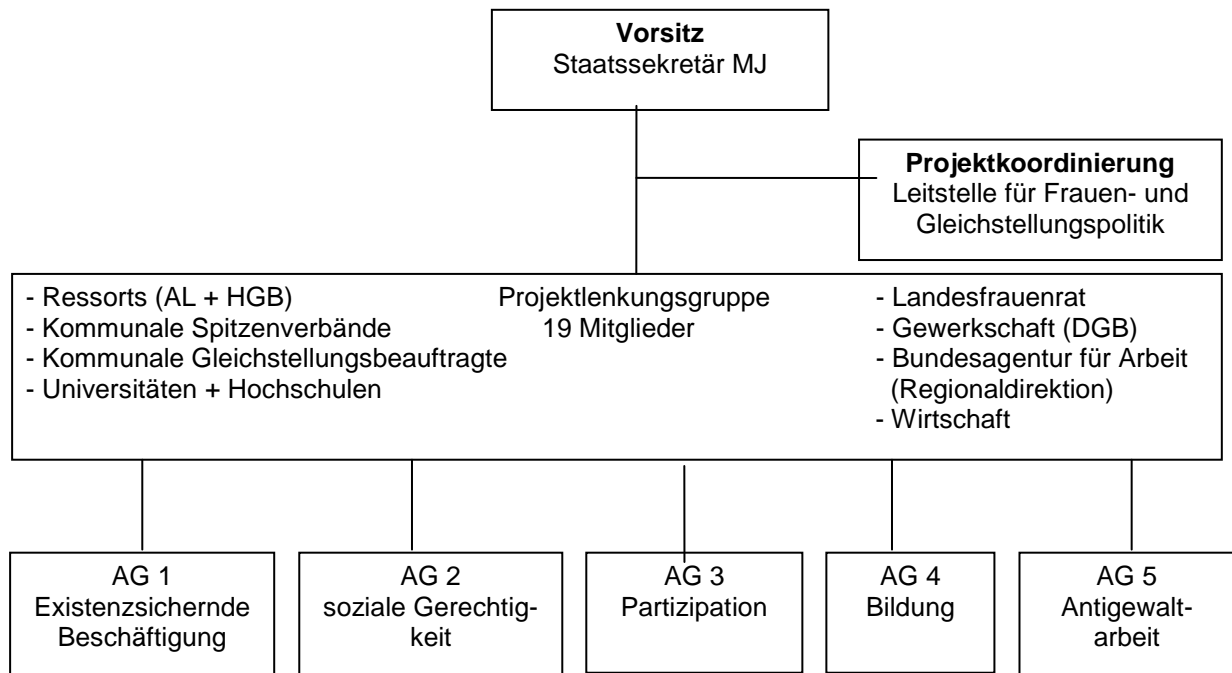 Vorsitz
Staatssekretär MJ
Projektkoordinierung
Leitstelle für Frauen- und
Gleichstellungspolitik
- Ressorts (AL + HGB)
- Kommunale Spitzenverbände
- Kommunale Gleichstellungsbeauftragte
- Universitäten + Hochschulen
Projektlenkungsgruppe
19 Mitglieder
- Landesfrauenrat
- Gewerkschaft (DGB)
- Bundesagentur für Arbeit
(Regionaldirektion)
- Wirtschaft
AG 1
Existenzsichernde
Beschäftigung
AG 2
soziale Gerechtig-
keit
AG 3
Partizipation
AG 4
Bildung
AG 5
Antigewalt-
arbeit